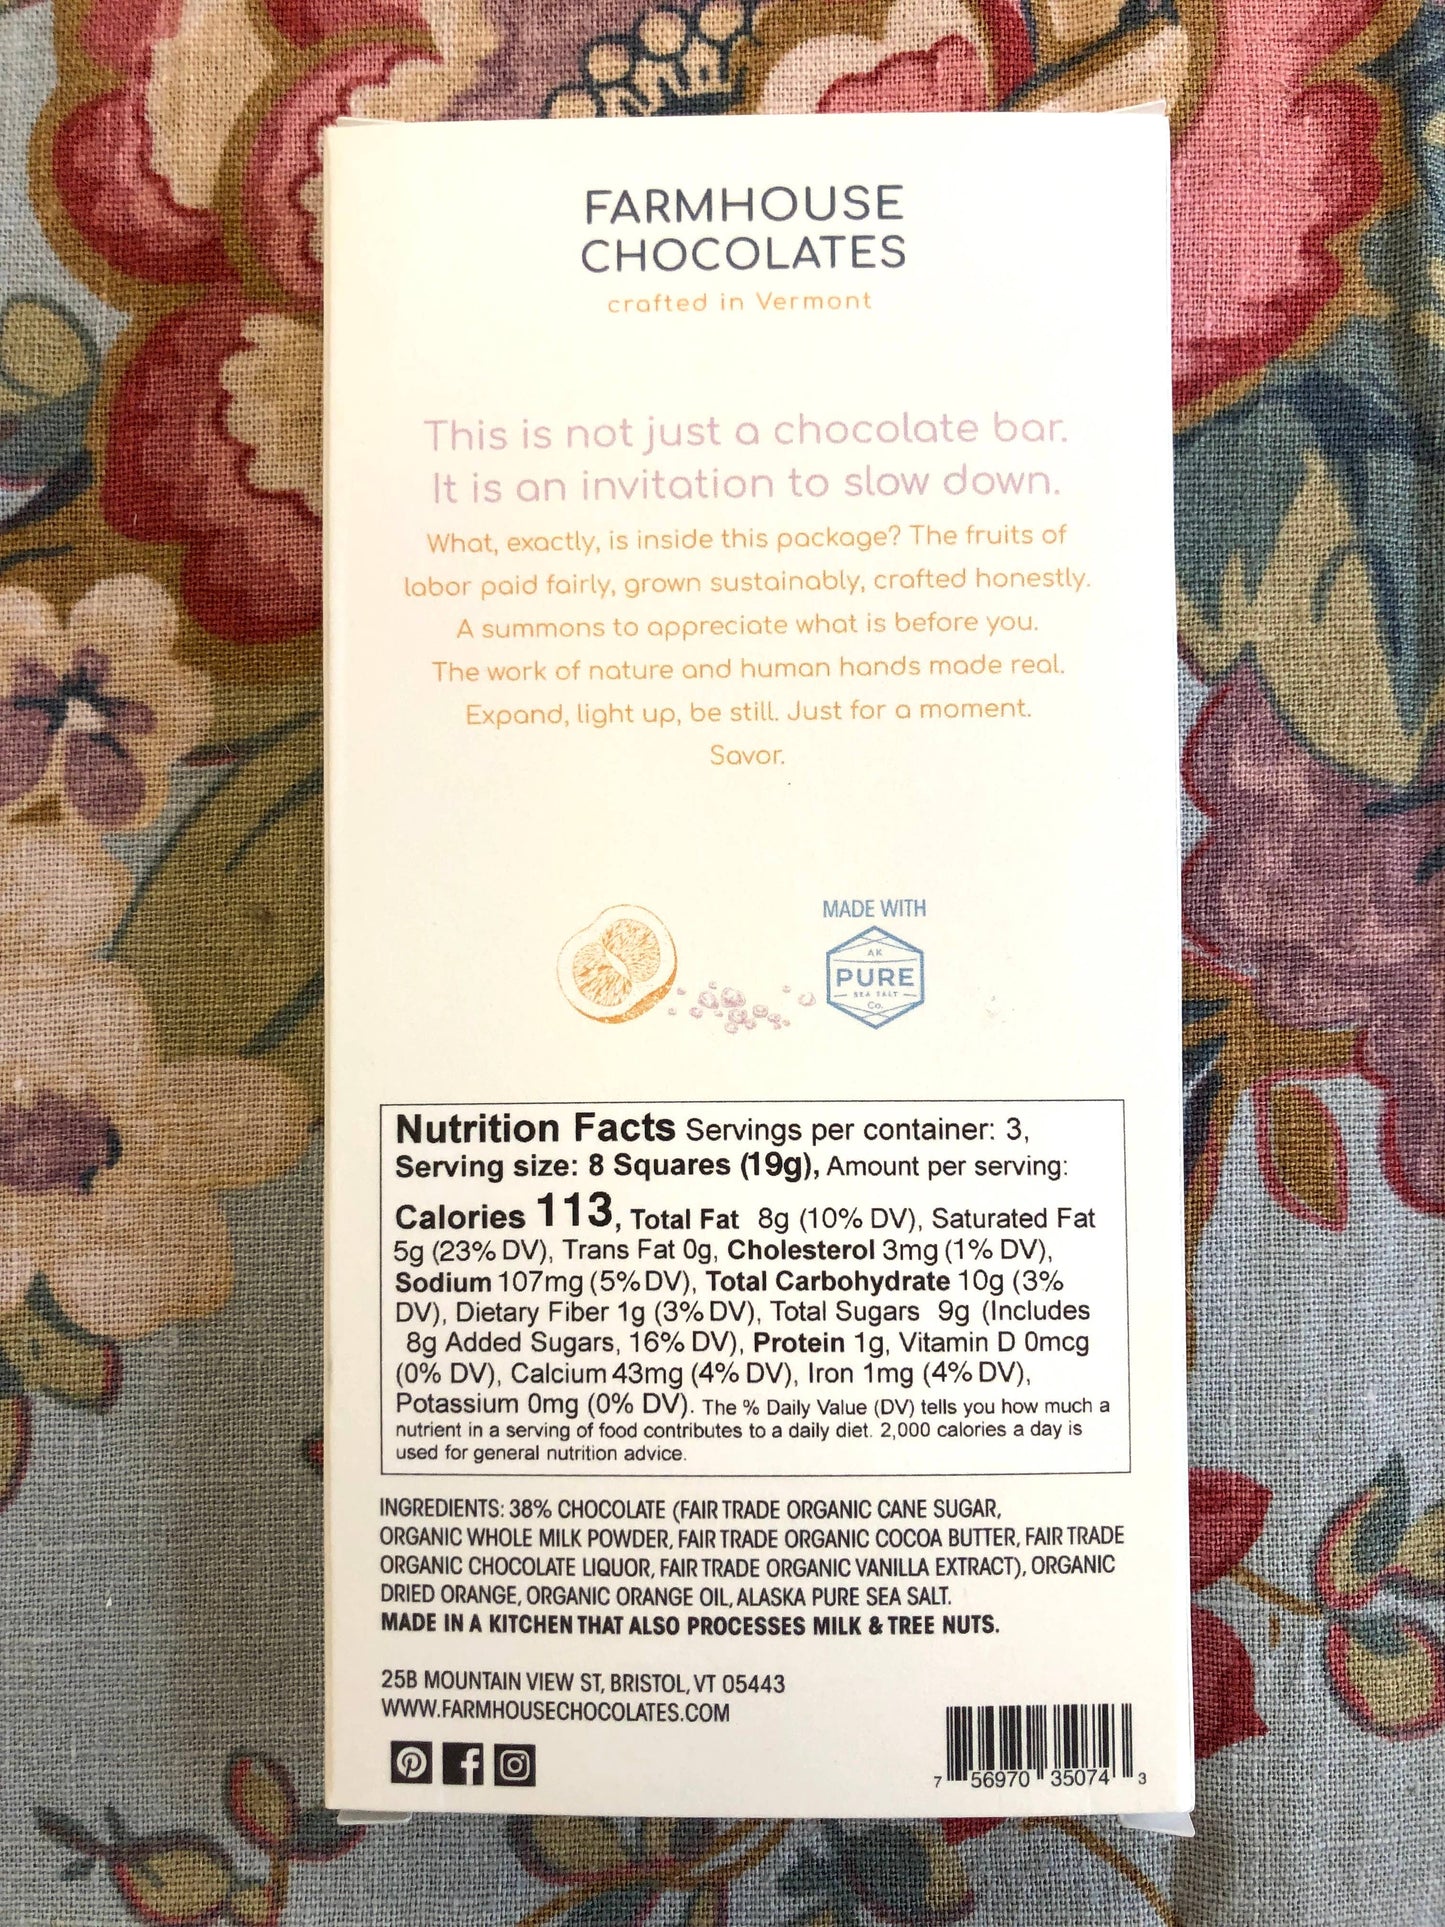 FARMHOUSE
CHOCOLATES
crafted in Vermont
This is not just a chocolate bar.
It is an invitation to slow down.
What, exactly, is inside this package? The fruits of
labor paid fairly, grown sustainably, crafted honestly.
A summons to appreciate what is before you.
The work of nature and human hands made real.
Expand, light up, be still. Just for a moment.
Savor.
MADE WITH
AK
PURE
SEA SALT
Co.
Nutrition Facts Servings per container: 3,
Serving size: 8 Squares (19g), Amount per serving:
Calories 113, Total Fat 8g (10% DV), Saturated Fat
5g (23% DV), Trans Fat 0g, Cholesterol 3mg (1% DV),
Sodium 107mg (5% DV), Total Carbohydrate 10g (3%
DV), Dietary Fiber 1g (3% DV), Total Sugars 9g (Includes
8g Added Sugars, 16% DV), Protein 1g, Vitamin D 0mcg
(0% DV), Calcium 43mg (4% DV), Iron 1mg (4% DV),
Potassium 0mg (0% DV). The % Daily Value (DV) tells you how much a
nutrient in a serving of food contributes to a daily diet. 2,000 calories a day is
used for general nutrition advice.
INGREDIENTS: 38% CHOCOLATE (FAIR TRADE ORGANIC CANE SUGAR,
ORGANIC WHOLE MILK POWDER, FAIR TRADE ORGANIC COCOA BUTTER, FAIR TRADE
ORGANIC CHOCOLATE LIQUOR, FAIR TRADE ORGANIC VANILLA EXTRACT), ORGANIC
DRIED ORANGE, ORGANIC ORANGE OIL, ALASKA PURE SEA SALT.
MADE IN A KITCHEN THAT ALSO PROCESSES MILK & TREE NUTS.
25B MOUNTAIN VIEW ST, BRISTOL, VT 05443
WWW.FARMHOUSECHOCOLATES.COM
7 56970 35074 3